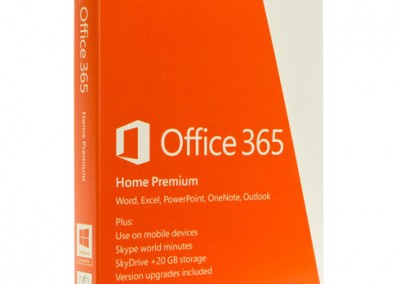 Office 365
Home Premium
Office 365
Home Premium
Word, Excel, PowerPoint, OneNote, Outlook
Plus:
Use on mobile devices
Skype world minutes
SkyDrive +20 GB storage
Version upgrades included